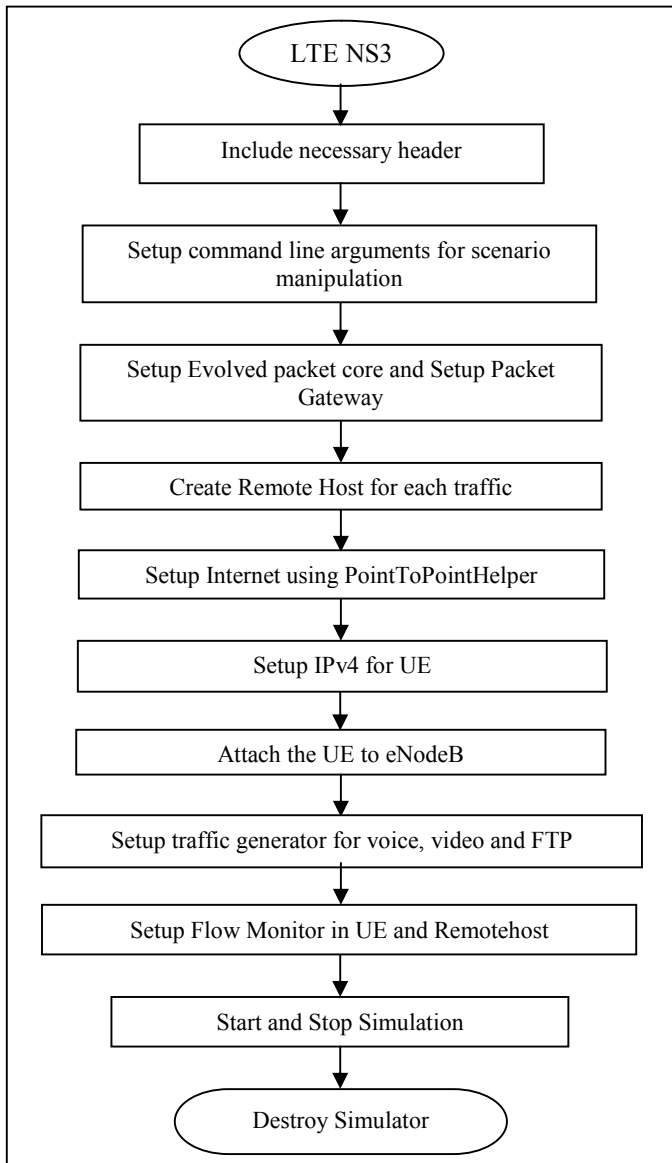 LTE NS3
Include necessary header
Setup command line arguments for scenario
manipulation
Setup Evolved packet core and Setup Packet
Gateway
Create Remote Host for each traffic
Setup Internet using PointToPointHelper
Setup IPv4 for UE
Attach the UE to eNodeB
Setup traffic generator for voice, video and FTP
Setup Flow Monitor in UE and Remotehost
Start and Stop Simulation
Destroy Simulator